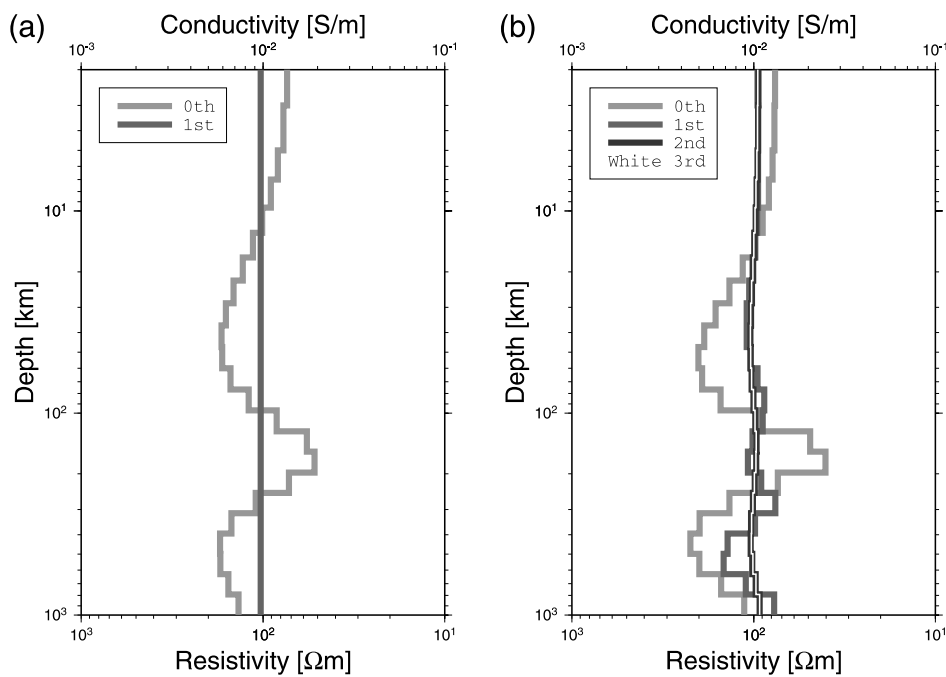 (a)
Conductivity [S/m]
10⁻³ 10⁻² 10⁻¹
0th
1st
Depth [km]
10¹
10²
10³
10³ 10² 10¹
Resistivity [Ωm]
(b)
Conductivity [S/m]
10⁻³ 10⁻² 10⁻¹
0th
1st
2nd
White 3rd
Depth [km]
10¹
10²
10³
10³ 10² 10¹
Resistivity [Ωm]